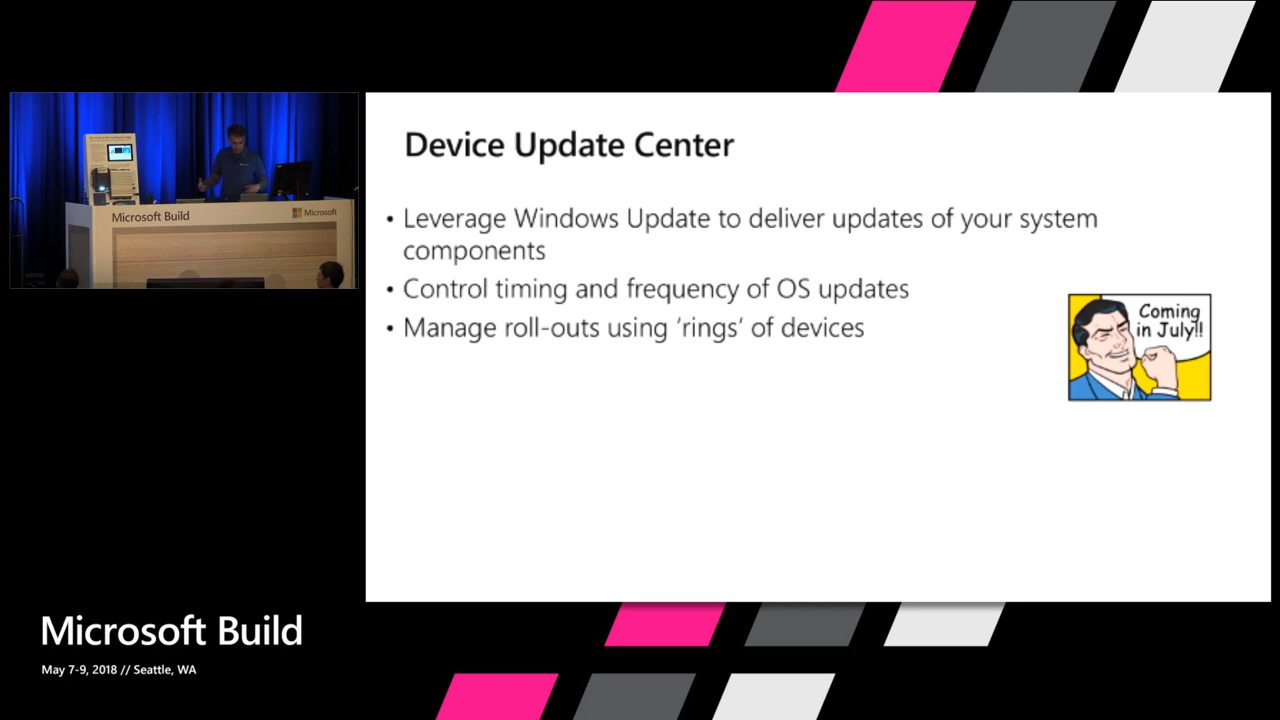 Device Update Center
• Leverage Windows Update to deliver updates of your system
components
• Control timing and frequency of OS updates
• Manage roll-outs using ‘rings’ of devices
Coming
in July!!
Microsoft Build
Microsoft
Microsoft Build
May 7-9, 2018 // Seattle, WA